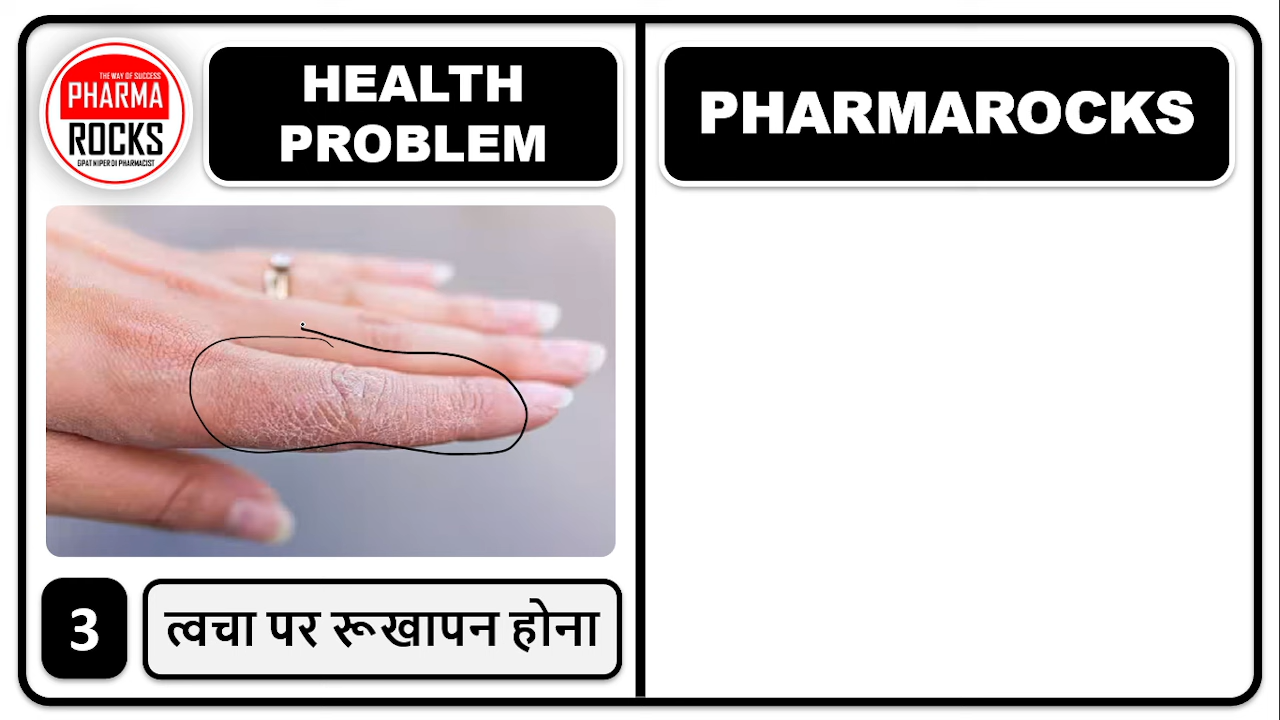 THE WAY OF SUCCESS
PHARMA
ROCKS
GPAT NIPER DI PHARMACIST
HEALTH
PROBLEM
PHARMAROCKS
3
त्वचा पर रूखापन होना